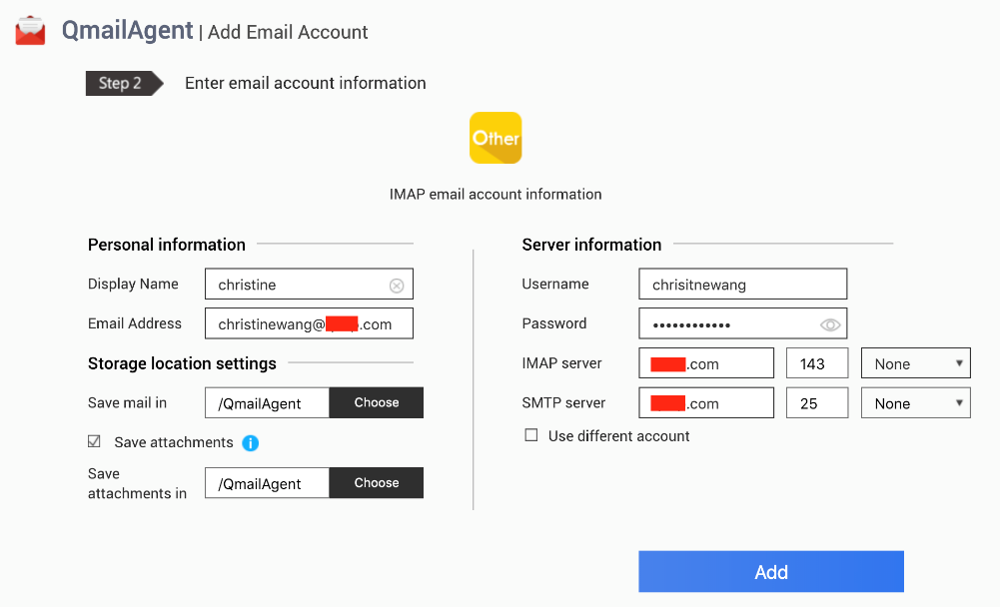 QmailAgent | Add Email Account
Step 2 Enter email account information
Other
IMAP email account information
Personal information
Display Name christine
Email Address christinewang@ .com
Storage location settings
Save mail in /QmailAgent Choose
Save attachments
Save
attachments in /QmailAgent Choose
Server information
Username chrisitnewang
Password ••••••••••••
IMAP server .com 143 None
SMTP server .com 25 None
Use different account
Add